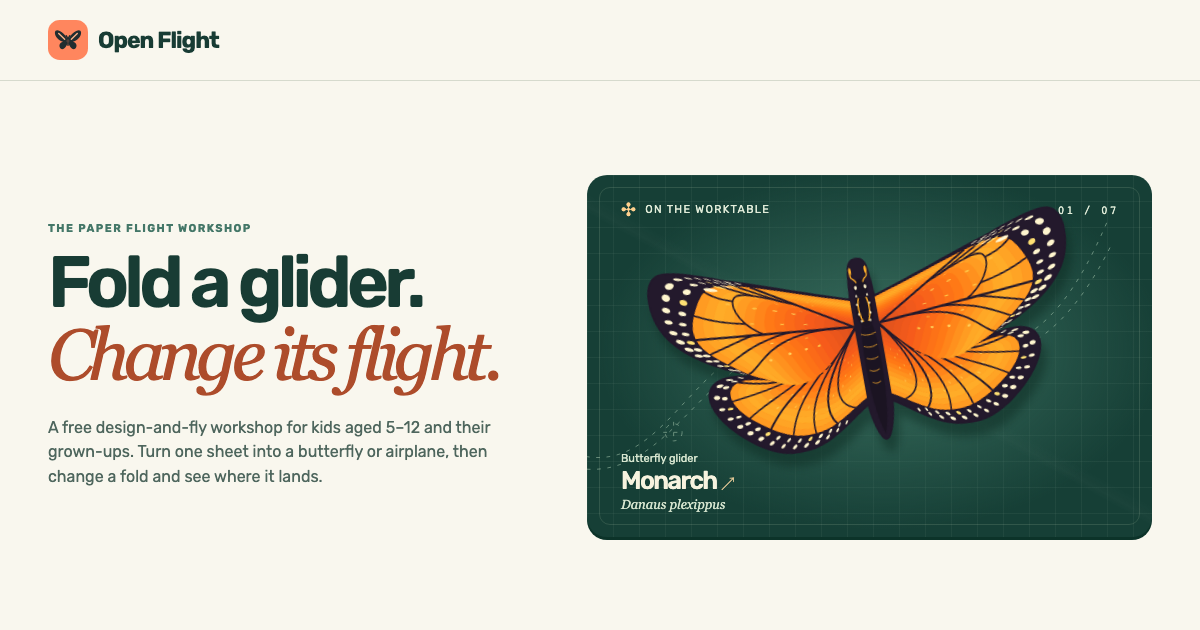 Open Flight
THE PAPER FLIGHT WORKSHOP
Fold a glider.
Change its flight.
A free design-and-fly workshop for kids aged 5–12 and their
grown-ups. Turn one sheet into a butterfly or airplane, then
change a fold and see where it lands.
ON THE WORKTABLE
01 / 07
Butterfly glider
Monarch ↗
Danaus plexippus